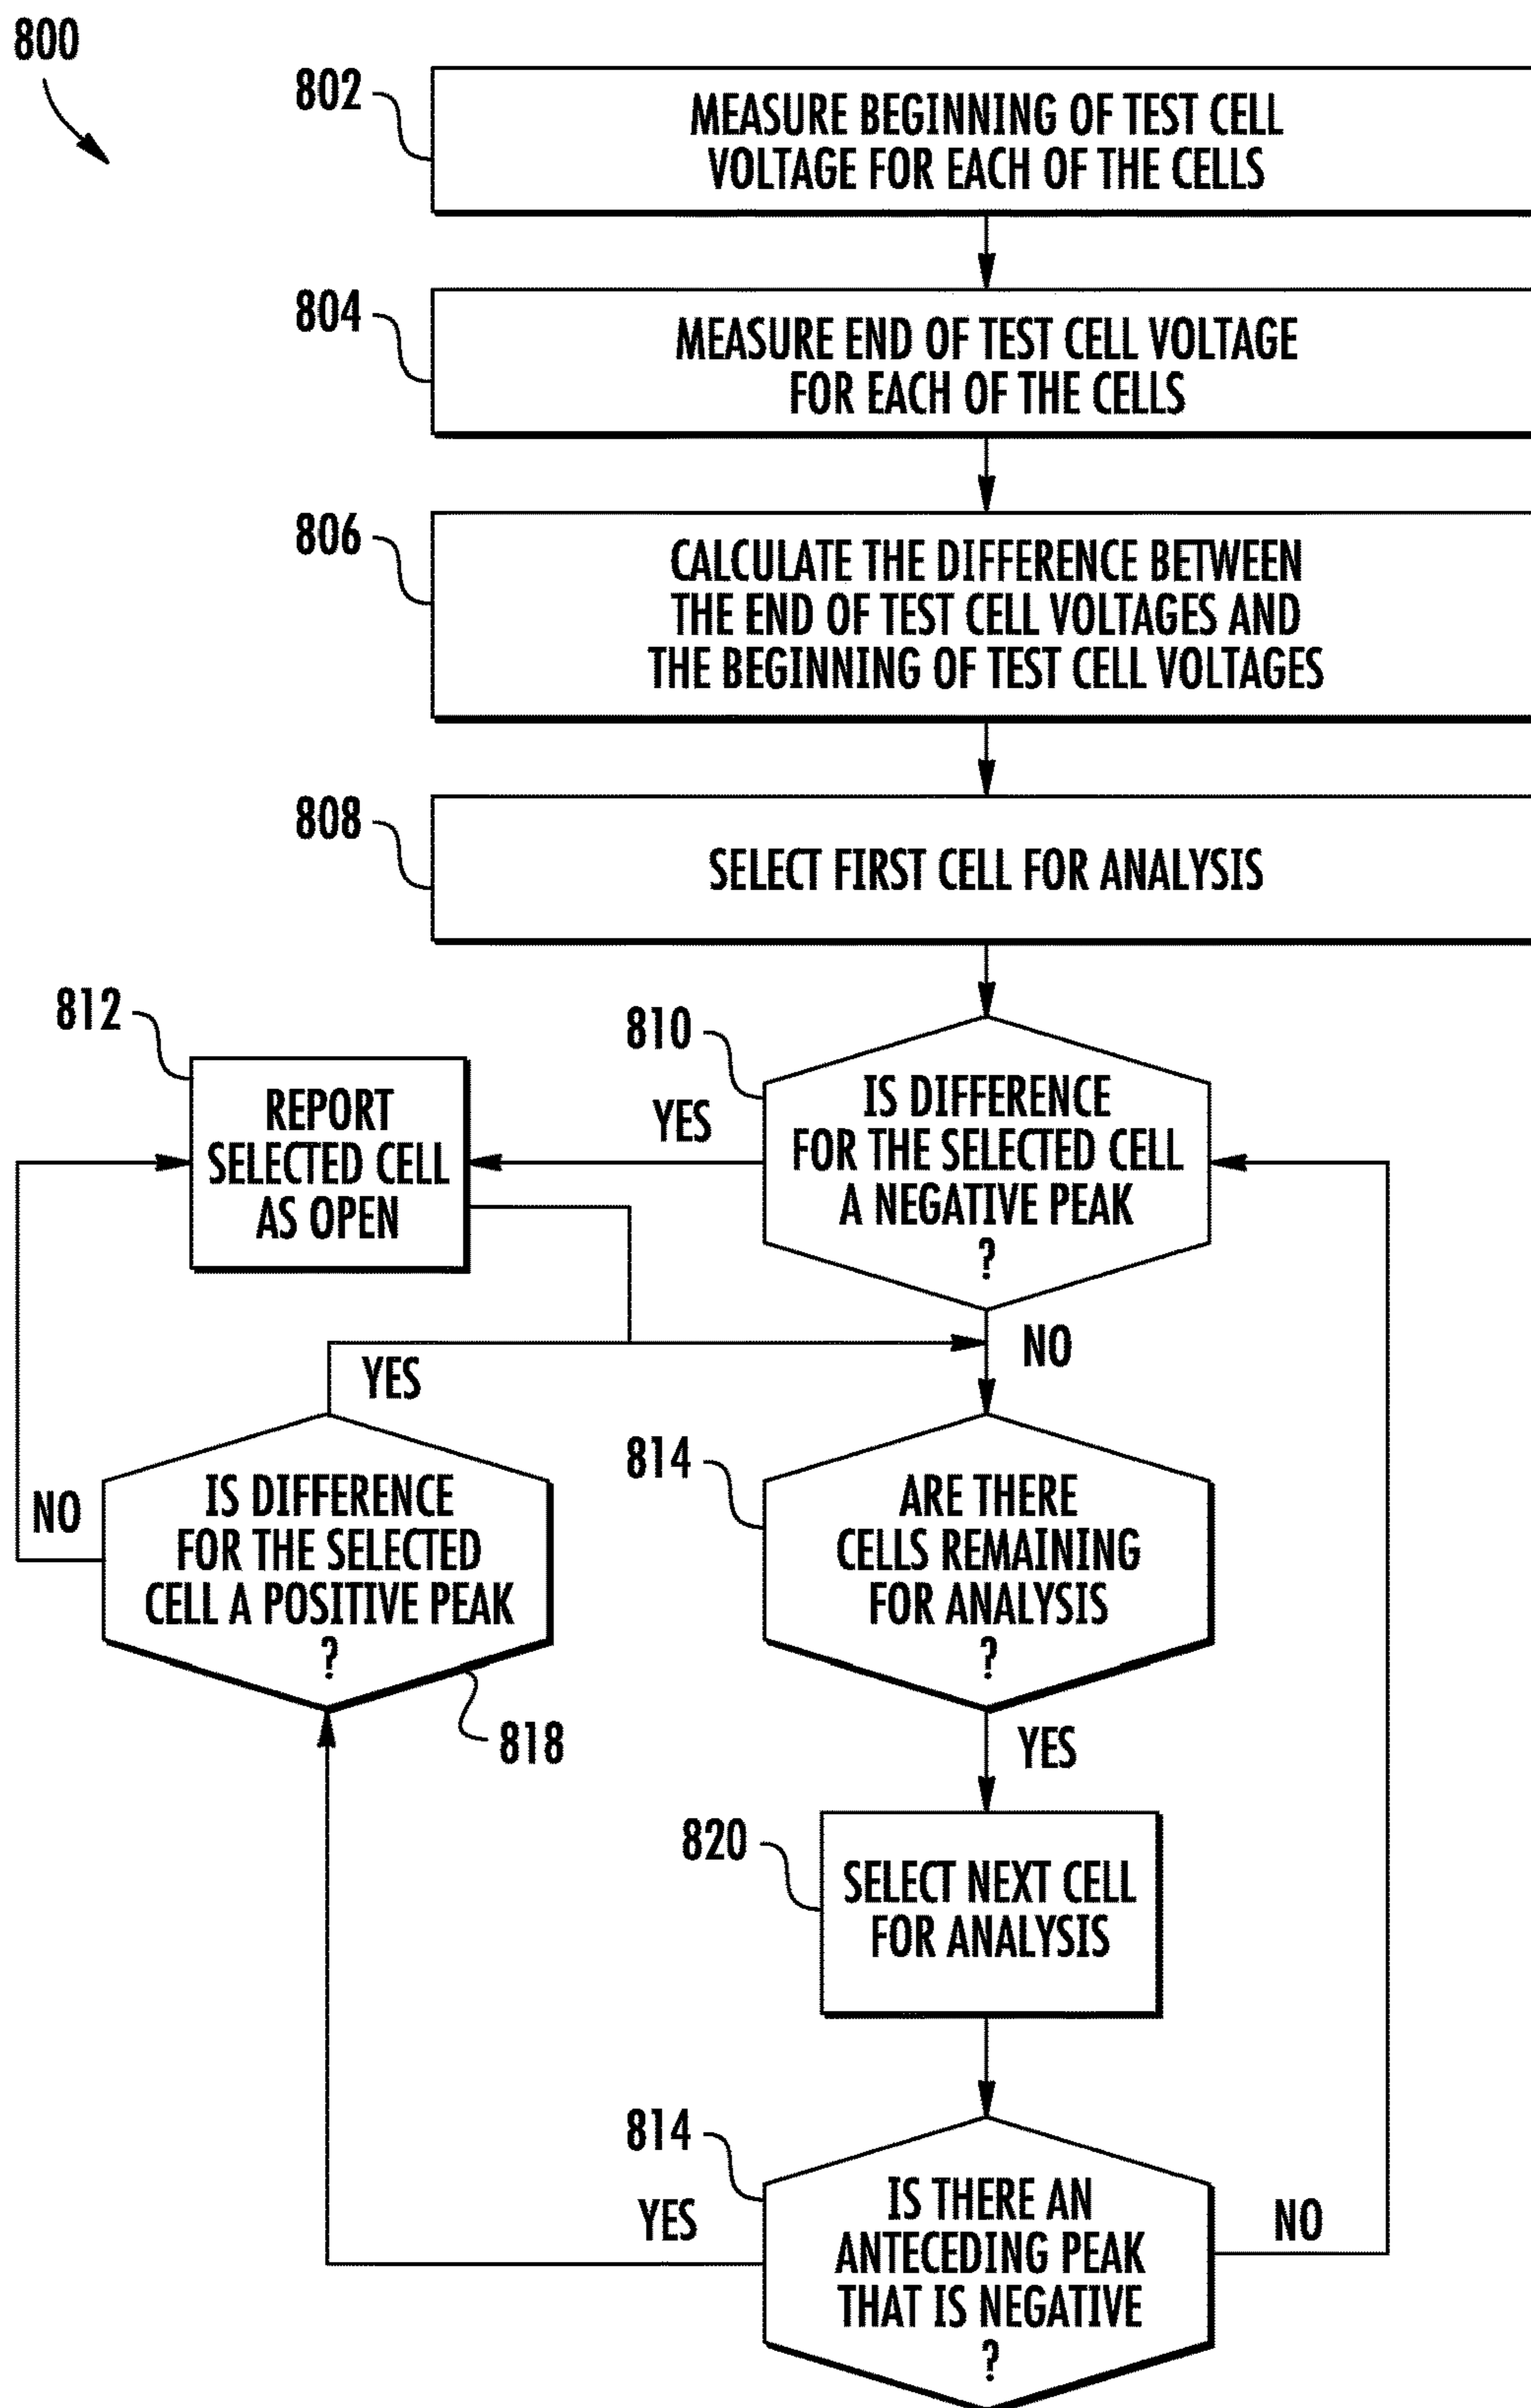 800
802
MEASURE BEGINNING OF TEST CELL
VOLTAGE FOR EACH OF THE CELLS
804
MEASURE END OF TEST CELL VOLTAGE
FOR EACH OF THE CELLS
806
CALCULATE THE DIFFERENCE BETWEEN
THE END OF TEST CELL VOLTAGES AND
THE BEGINNING OF TEST CELL VOLTAGES
808
SELECT FIRST CELL FOR ANALYSIS
812
REPORT
SELECTED CELL
AS OPEN
YES
810
IS DIFFERENCE
FOR THE SELECTED CELL
A NEGATIVE PEAK
?
NO
YES
NO
IS DIFFERENCE
FOR THE SELECTED
CELL A POSITIVE PEAK
?
818
814
ARE THERE
CELLS REMAINING
FOR ANALYSIS
?
YES
820
SELECT NEXT CELL
FOR ANALYSIS
814
IS THERE AN
ANTECEDING PEAK
THAT IS NEGATIVE
?
YES
NO